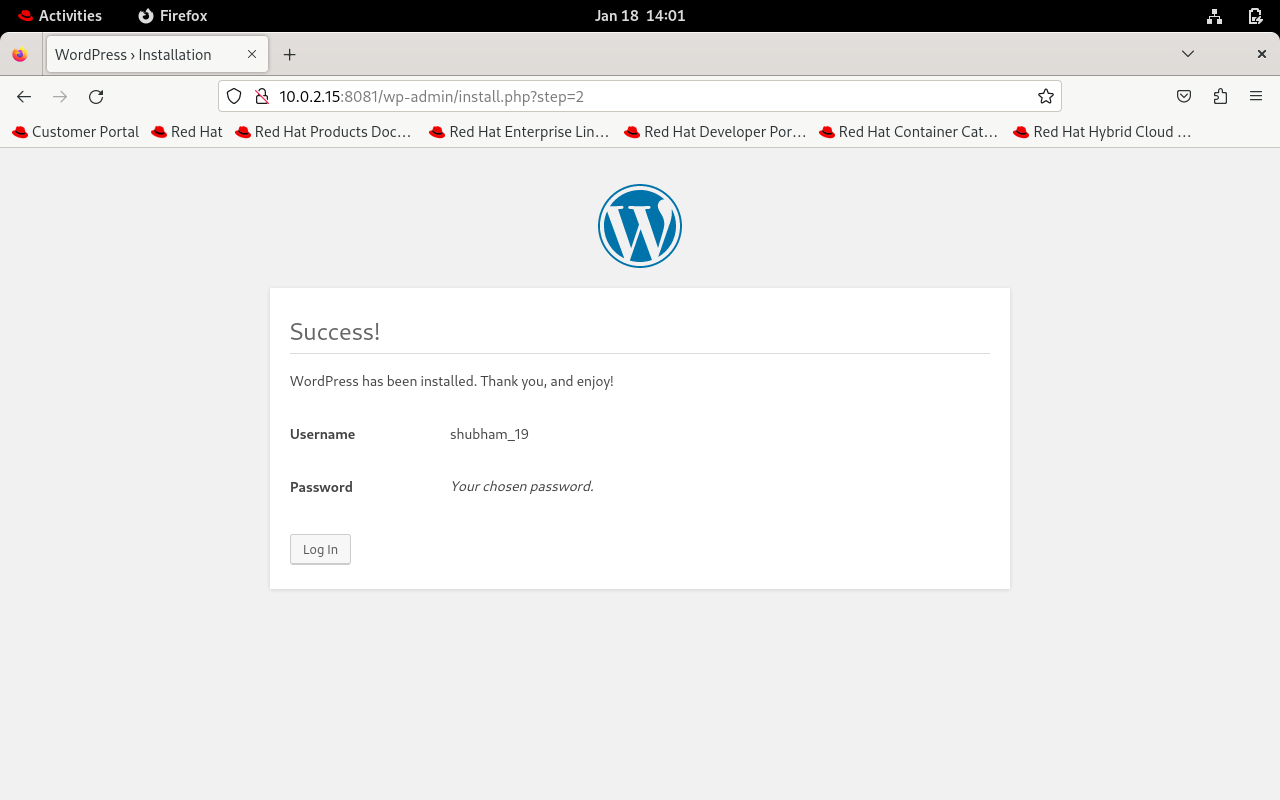 Activities Firefox Jan 18 14:01
WordPress › Installation
10.0.2.15:8081/wp-admin/install.php?step=2
Customer Portal Red Hat Red Hat Products Doc… Red Hat Enterprise Lin… Red Hat Developer Por… Red Hat Container Cat… Red Hat Hybrid Cloud …
Success!
WordPress has been installed. Thank you, and enjoy!
Username shubham_19
Password Your chosen password.
Log In